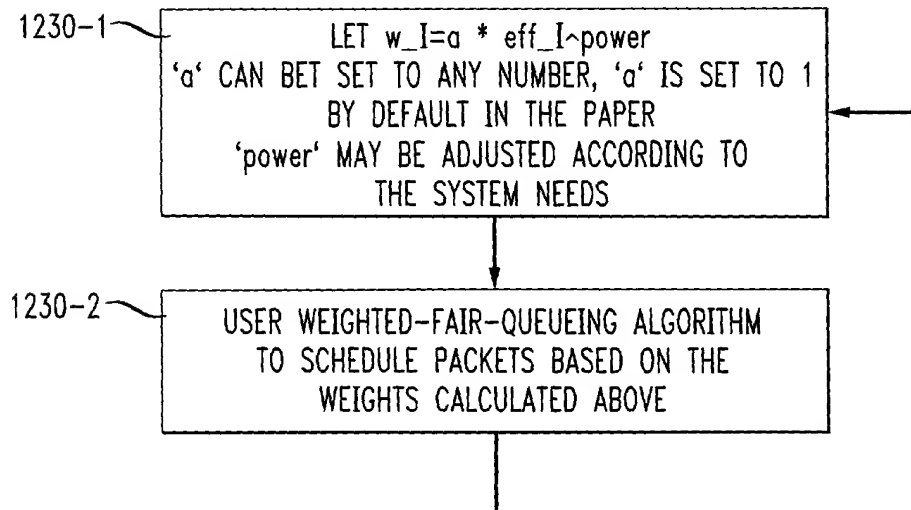 1230-1
LET w_I=a * eff_I^power
‘a‘ CAN BET SET TO ANY NUMBER, ‘a‘ IS SET TO 1
BY DEFAULT IN THE PAPER
‘power‘ MAY BE ADJUSTED ACCORDING TO
THE SYSTEM NEEDS
1230-2
USER WEIGHTED-FAIR-QUEUEING ALGORITHM
TO SCHEDULE PACKETS BASED ON THE
WEIGHTS CALCULATED ABOVE